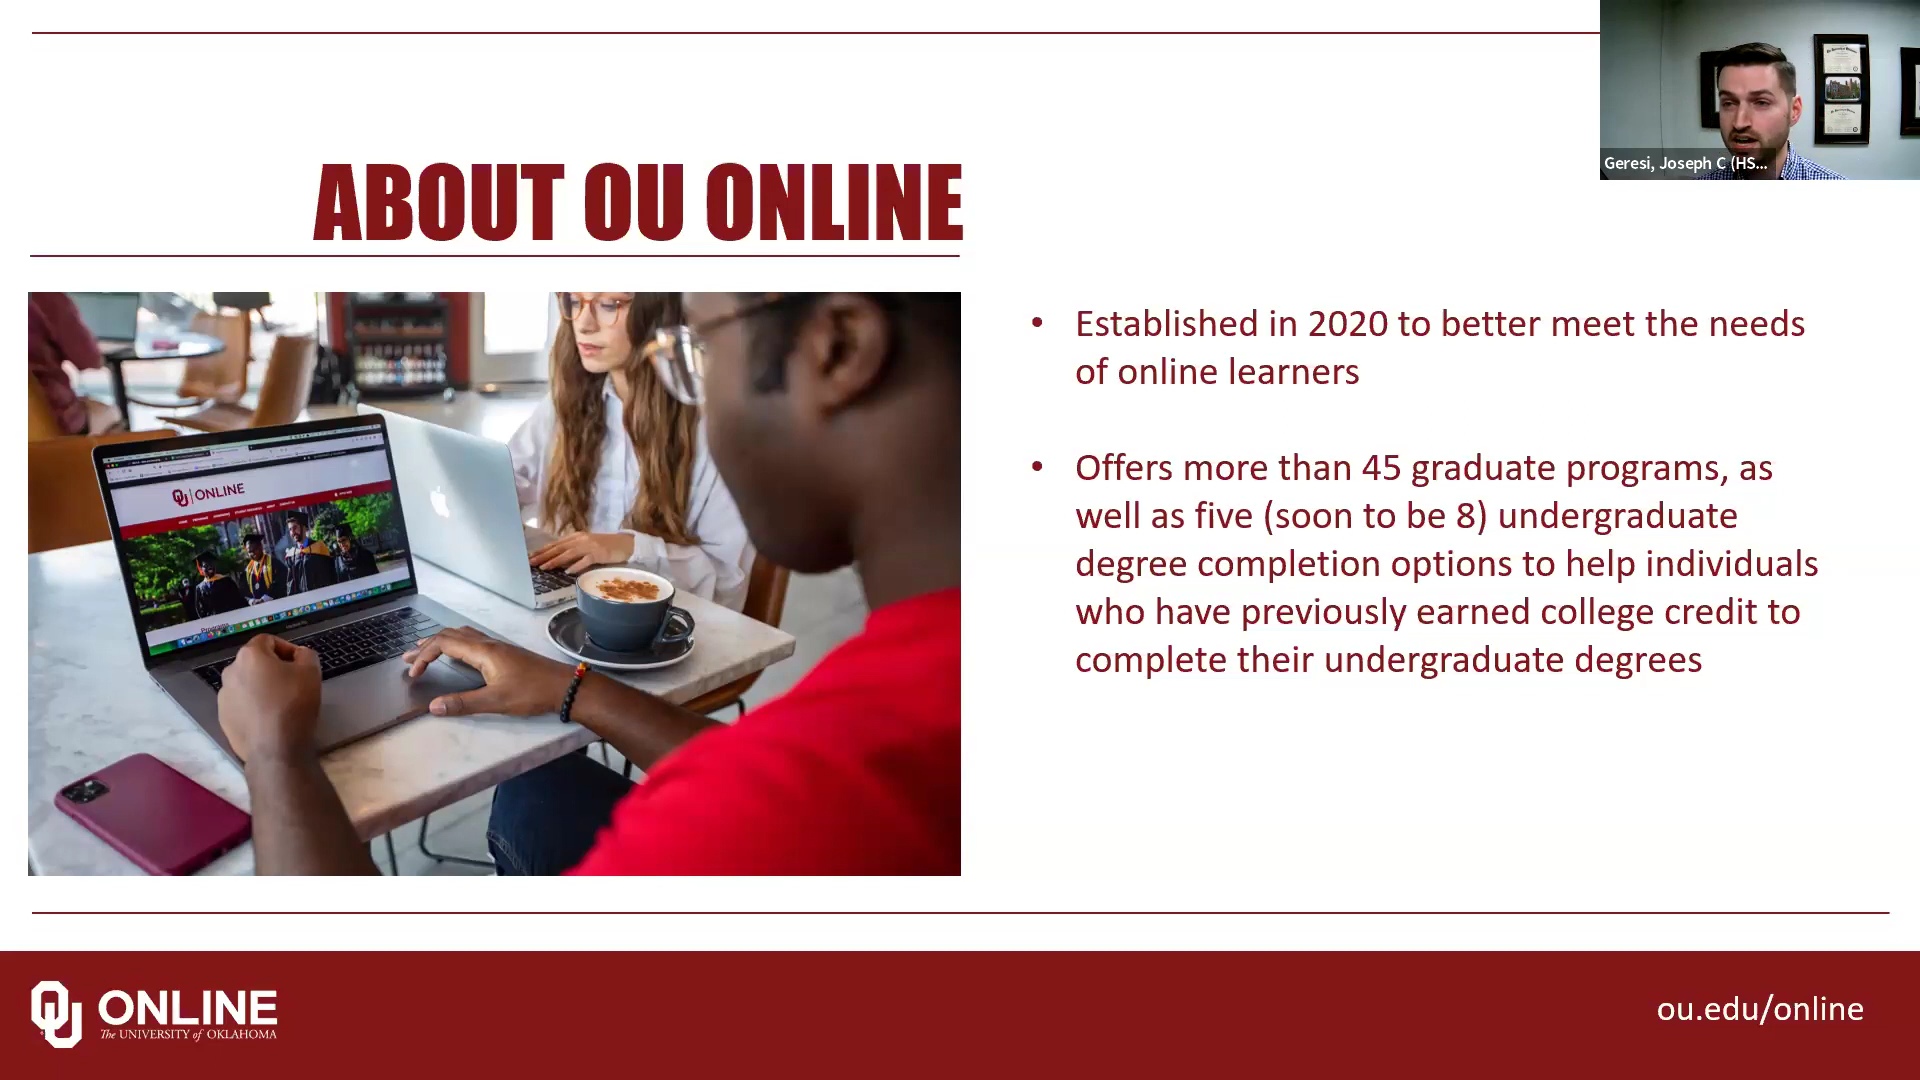 Geresi, Joseph C (HS...
ABOUT OU ONLINE
• Established in 2020 to better meet the needs
of online learners
• Offers more than 45 graduate programs, as
well as five (soon to be 8) undergraduate
degree completion options to help individuals
who have previously earned college credit to
complete their undergraduate degrees
OU ONLINE
OU ONLINE
The UNIVERSITY of OKLAHOMA
ou.edu/online